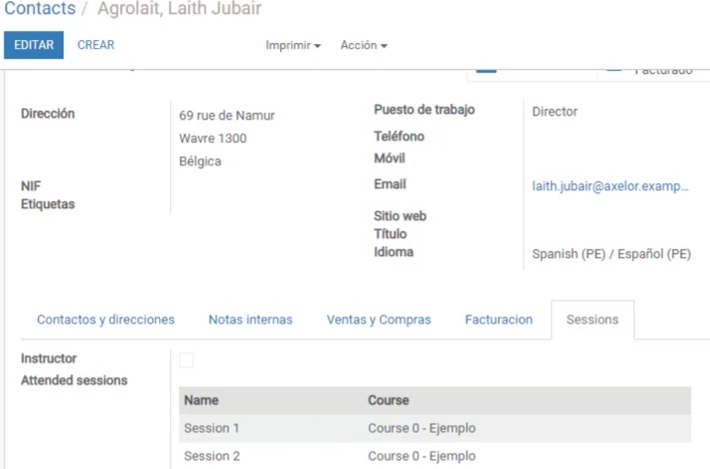 Contacts / Agrolait, Laith Jubair
EDITAR CREAR Imprimir Acción
Facturado
Dirección 69 rue de Namur
Wavre 1300
Bélgica
NIF
Etiquetas
Puesto de trabajo Director
Teléfono
Móvil
Email laith.jubair@axelor.examp...
Sitio web
Título
Idioma Spanish (PE) / Español (PE)
Contactos y direcciones Notas internas Ventas y Compras Facturacion Sessions
Instructor
Attended sessions
Name Course
Session 1 Course 0 - Ejemplo
Session 2 Course 0 - Ejemplo